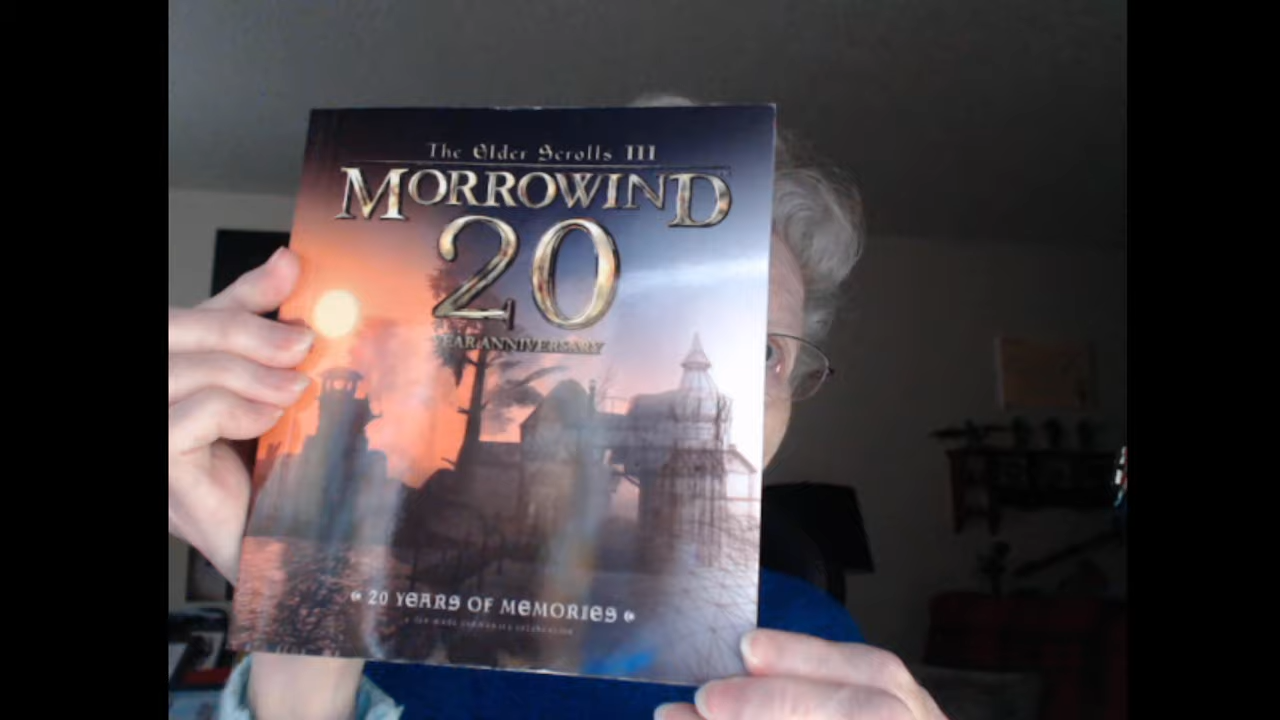 The Elder Scrolls III
MORROWIND
20
YEAR ANNIVERSARY
20 YEARS OF MEMORIES